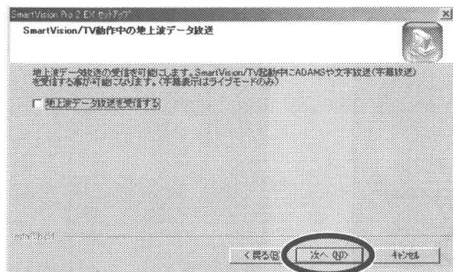 SmartVision Pro 2 EX セットアップ
SmartVision/TV動作中の地上波データ放送
地上波データ放送の受信を可能にします。SmartVision/TV起動中にADAMSや文字放送(字幕放送)
を受信する事が可能になります。(字幕表示はライブモードのみ)
地上波データ放送を受信する
InstallShield
< 戻る(B)
次へ(N)>
キャンセル